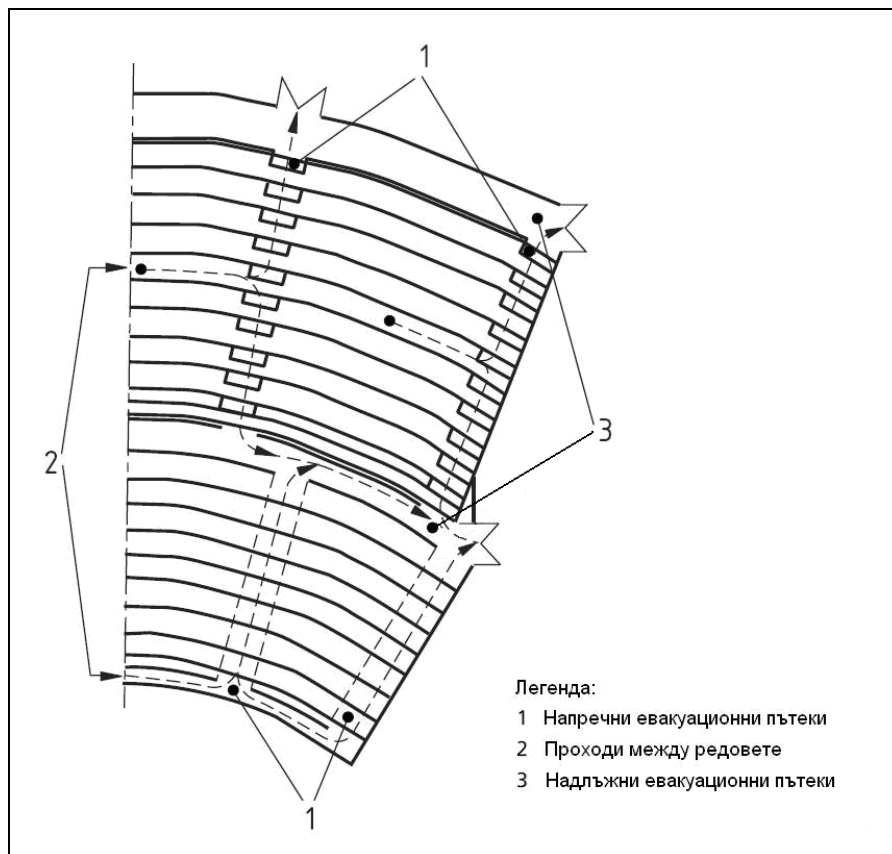 1
2
3
1
Легенда:
1 Напречни евакуационни пътеки
2 Проходи между редовете
3 Надлъжни евакуационни пътеки